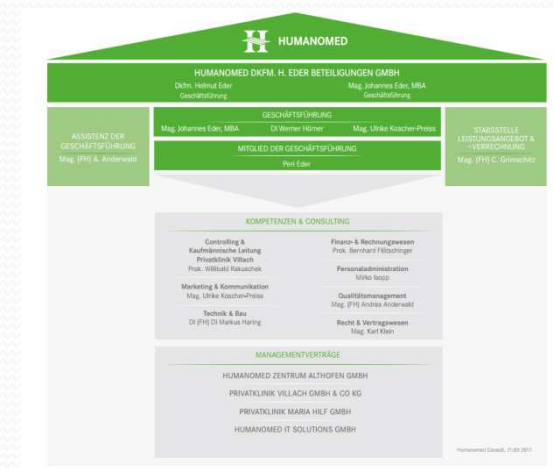 HUMANOMED
HUMANOMED DKFM. H. EDER BETEILIGUNGEN GMBH
Dkfm. Helmut Eder
Geschäftsführung
Mag. Johannes Eder, MBA
Geschäftsführung
ASSISTENZ DER
GESCHÄFTSFÜHRUNG
Mag. (FH) A. Anderwald
GESCHÄFTSFÜHRUNG
Mag. Johannes Eder, MBA
DI Werner Hörner
Mag. Ulrike Koscher-Preiss
MITGLIED DER GESCHÄFTSFÜHRUNG
Peri Eder
STABSSTELLE
LEISTUNGSANGEBOT &
-VERRECHNUNG
Mag. (FH) C. Grimschitz
KOMPETENZEN & CONSULTING
Controlling &
Kaufmännische Leitung
Privatklinik Villach
Prok. Willibald Rakuschek
Marketing & Kommunikation
Mag. Ulrike Koscher-Preiss
Technik & Bau
DI (FH) DI Markus Haring
Finanz- & Rechnungswesen
Prok. Bernhard
Personaladministration
Mirko
Qualitätsmanagement
Mag. (FH) Andrea Anderwald
Recht & Vertragswesen
Mag. Karl Klein
MANAGEMENTVERTRÄGE
HUMANOMED ZENTRUM ALTHOFEN GMBH
PRIVATKLINIK VILLACH GMBH & CO KG
PRIVATKLINIK MARIA HILF GMBH
HUMANOMED IT SOLUTIONS GMBH
Humanomed Consult,